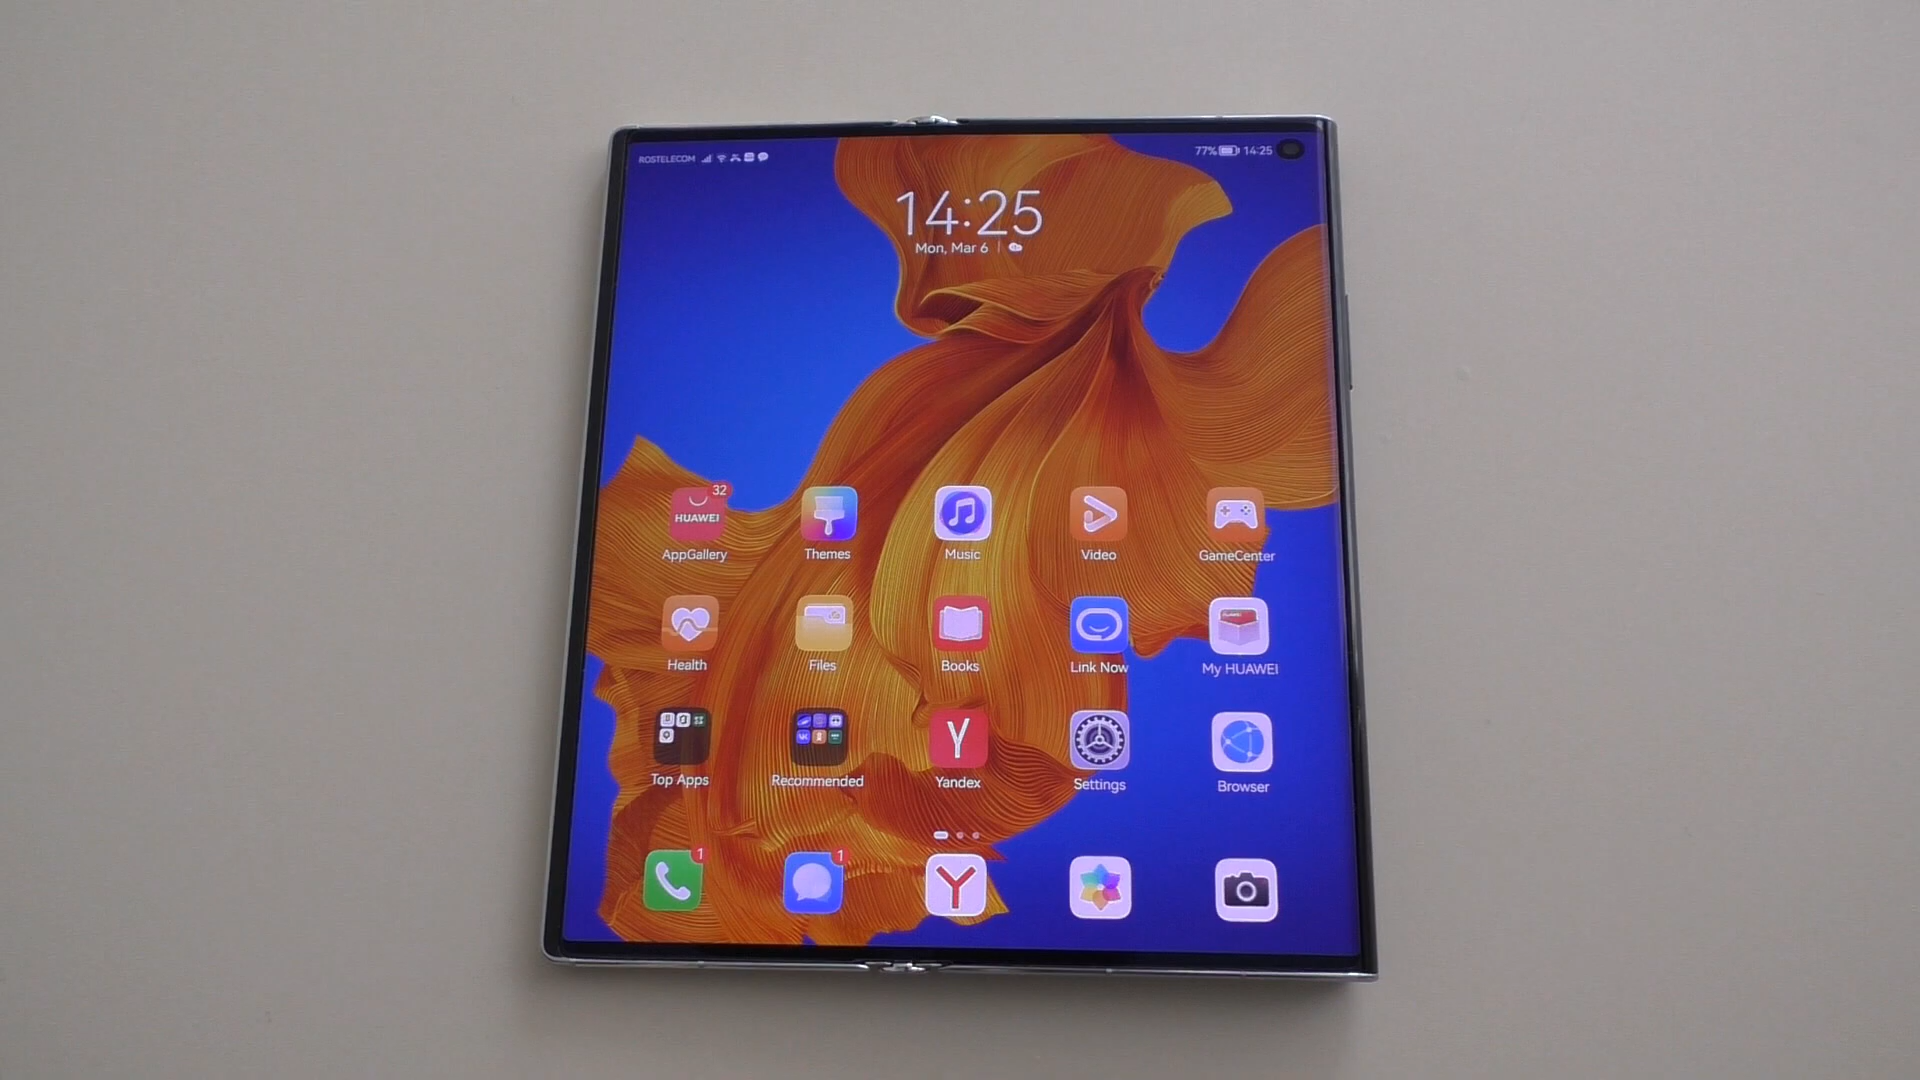 ROSTELECOM
77% 14:25
14:25
Mon, Mar 6
32
HUAWEI
AppGallery Themes Music Video GameCenter
HUAWEI
Health Files Books Link Now My HUAWEI
Y
Top Apps Recommended Yandex Settings Browser
1 1
Y